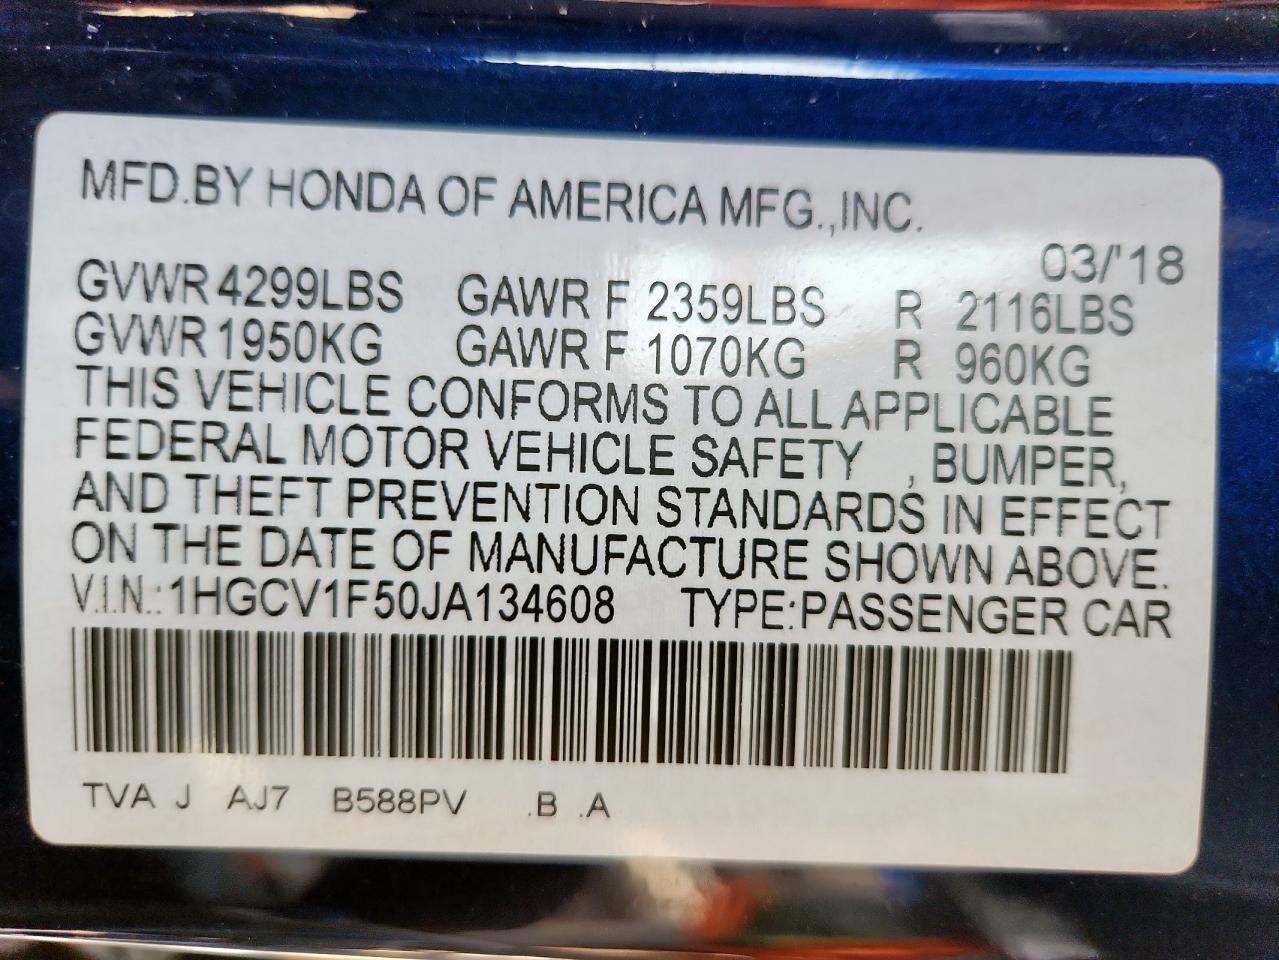 MFD.BY HONDA OF AMERICA MFG.,INC.
03/'18
GVWR 4299LBS GAWR F 2359LBS R 2116LBS
GVWR 1950KG GAWR F 1070KG R 960KG
THIS VEHICLE CONFORMS TO ALL APPLICABLE
FEDERAL MOTOR VEHICLE SAFETY , BUMPER,
AND THEFT PREVENTION STANDARDS IN EFFECT
ON THE DATE OF MANUFACTURE SHOWN ABOVE.
V.I.N.:1HGCV1F50JA134608 TYPE:PASSENGER CAR
TVA J AJ7 B588PV .B .A